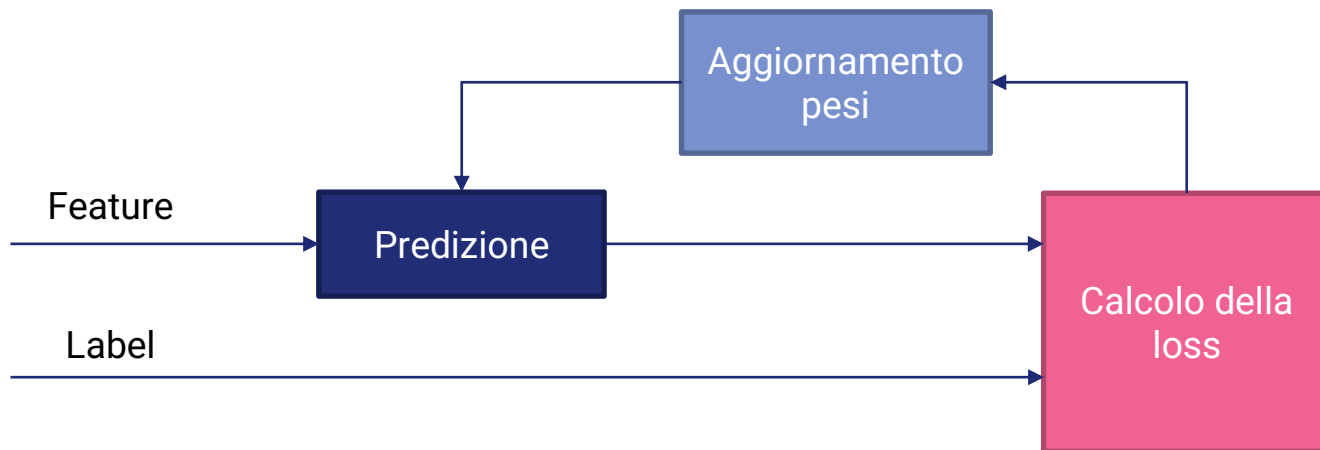 Aggiornamento
pesi
Feature
Predizione
Label
Calcolo della
loss